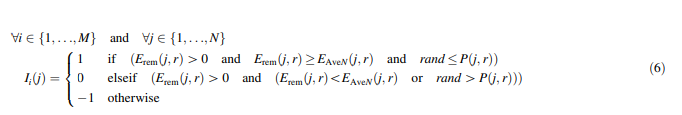 ∀i ∈ {1,...,M} and ∀j ∈ {1,...,N}
1 if (E_rem(j,r) > 0 and E_rem(j,r) ≥ E_AveN(j,r) and rand ≤ P(j,r))
I_i(j) = { 0 elseif (E_rem(j,r) > 0 and (E_rem(j,r) < E_AveN(j,r) or rand > P(j,r))) (6)
−1 otherwise